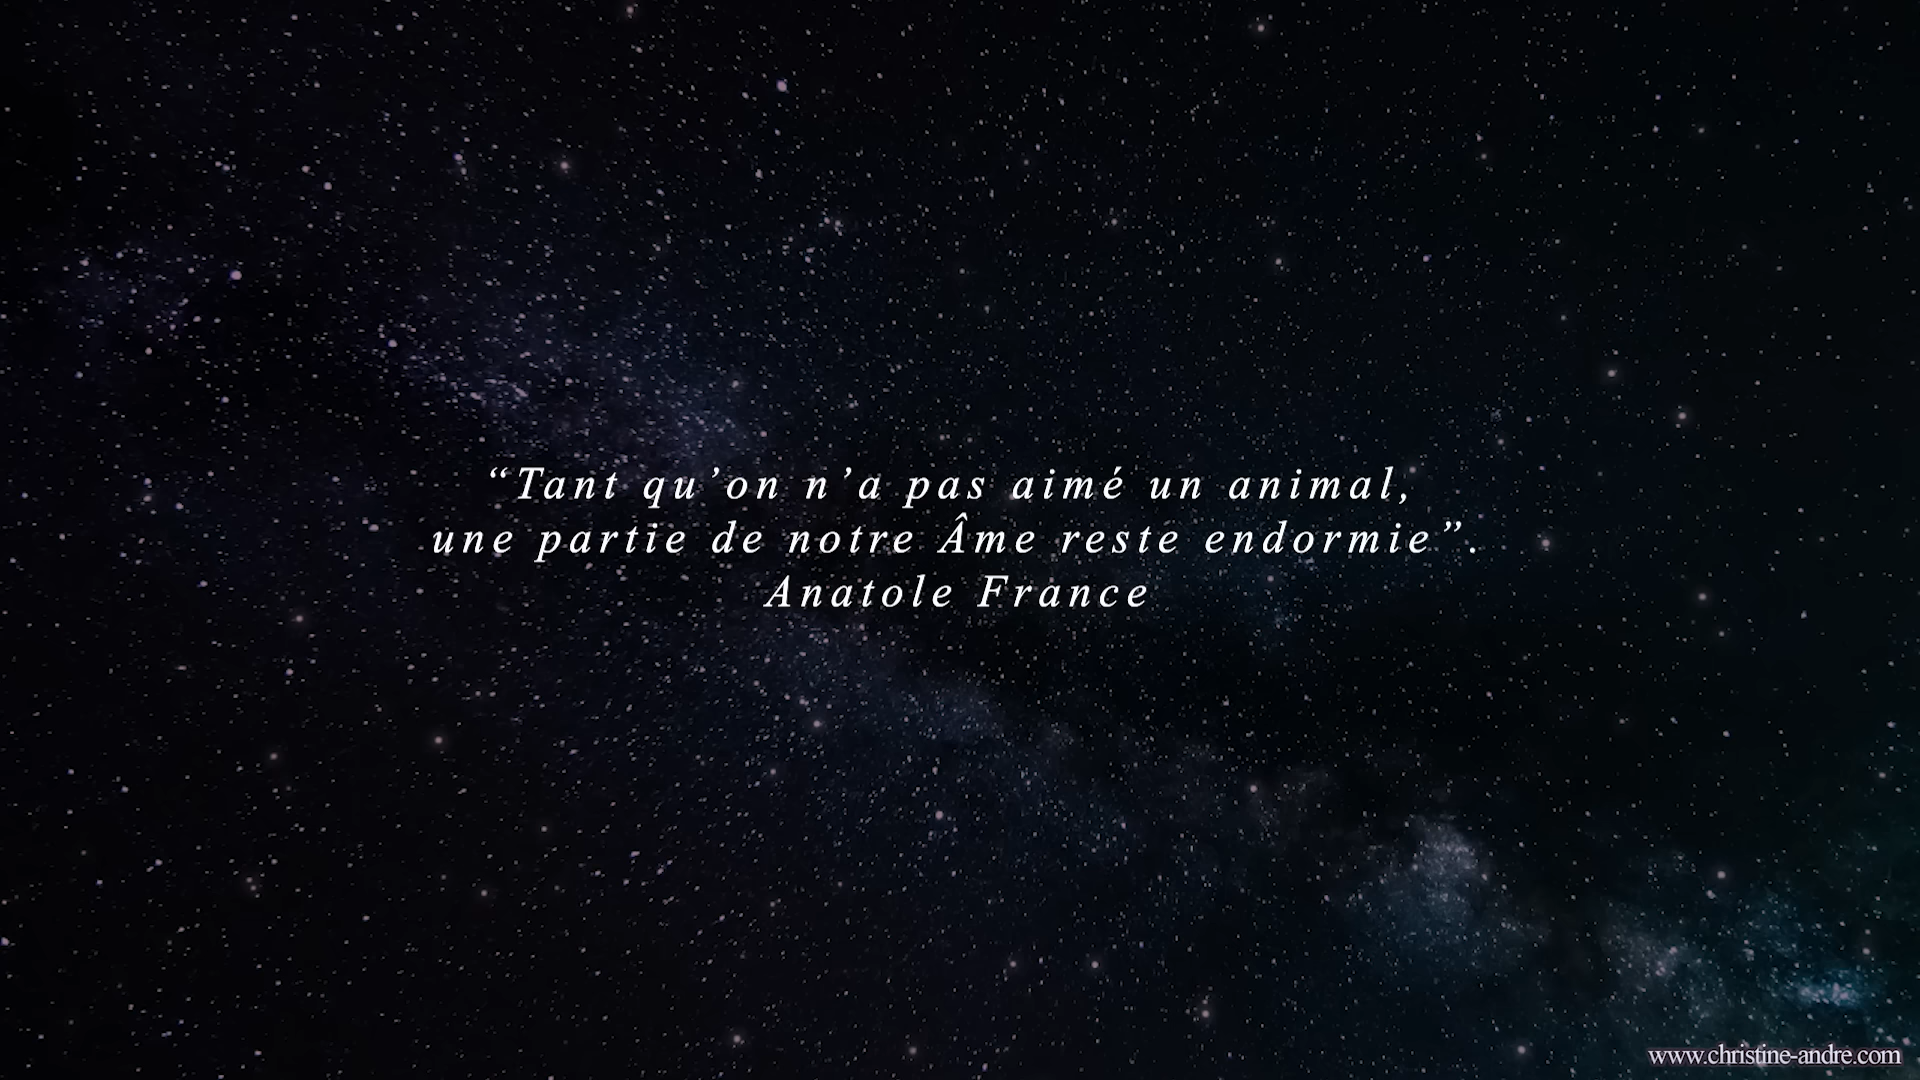 “Tant qu’on n’a pas aimé un animal,
une partie de notre Âme reste endormie”.
Anatole France
www.christine-andre.com